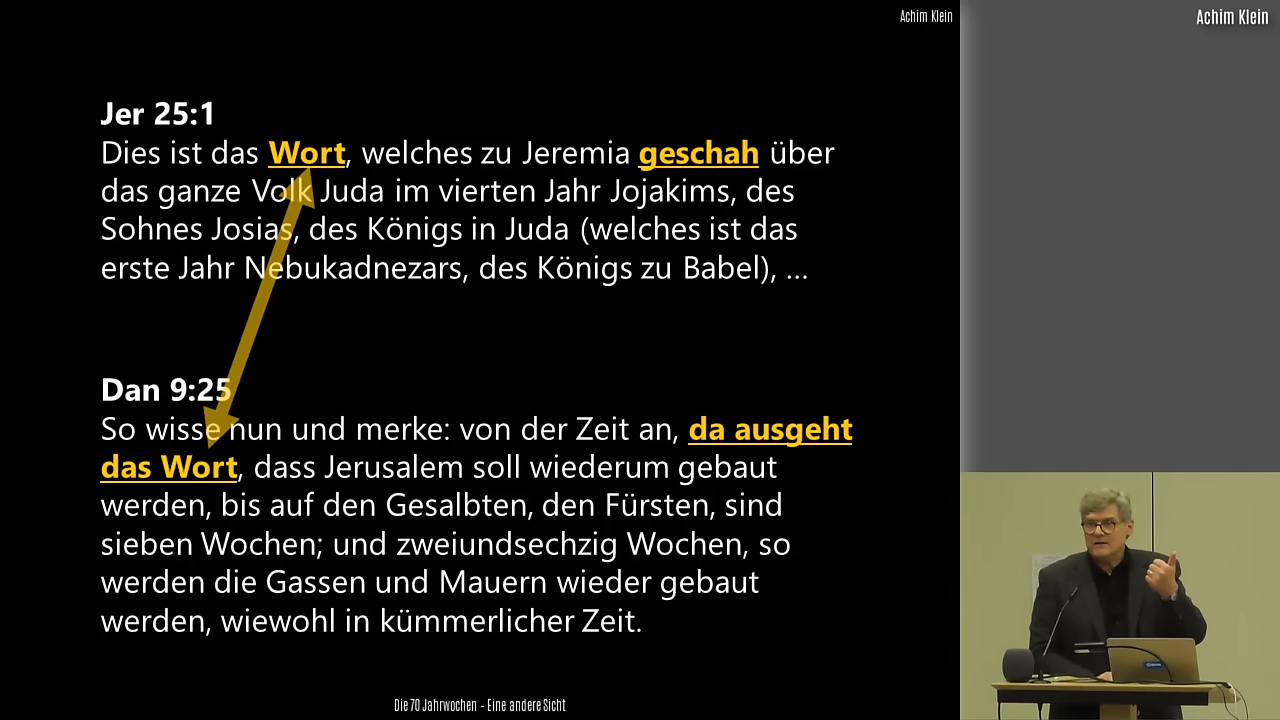 Achim Klein
Achim Klein
Jer 25:1
Dies ist das Wort, welches zu Jeremia geschah über
das ganze Volk Juda im vierten Jahr Jojakims, des
Sohnes Josias, des Königs in Juda (welches ist das
erste Jahr Nebukadnezars, des Königs zu Babel), ...
Dan 9:25
So wisse nun und merke: von der Zeit an, da ausgeht
das Wort, dass Jerusalem soll wiederum gebaut
werden, bis auf den Gesalbten, den Fürsten, sind
sieben Wochen; und zweiundsechzig Wochen, so
werden die Gassen und Mauern wieder gebaut
werden, wiewohl in kümmerlicher Zeit.
Die 70 Jahrwochen - Eine andere Sicht